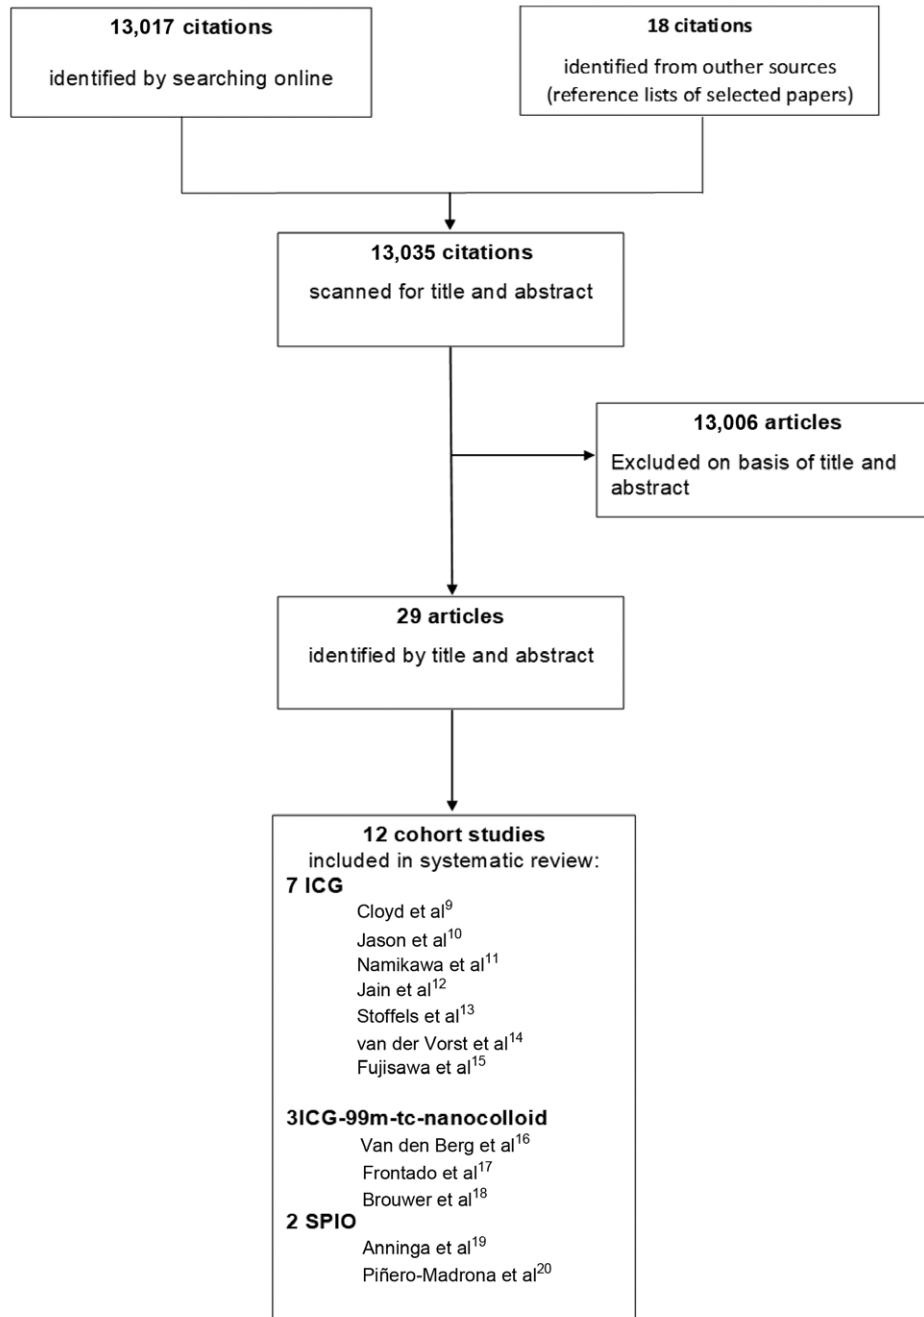 13,017 citations
identified by searching online
18 citations
identified from outher sources
(reference lists of selected papers)
13,035 citations
scanned for title and abstract
13,006 articles
Excluded on basis of title and
abstract
29 articles
identified by title and abstract
12 cohort studies
included in systematic review:
7 ICG
Cloyd et al9
Jason et al10
Namikawa et al11
Jain et al12
Stoffels et al13
van der Vorst et al14
Fujisawa et al15
3ICG-99m-tc-nanocolloid
Van den Berg et al16
Frontado et al17
Brouwer et al18
2 SPIO
Anninga et al19
Piñero-Madrona et al20